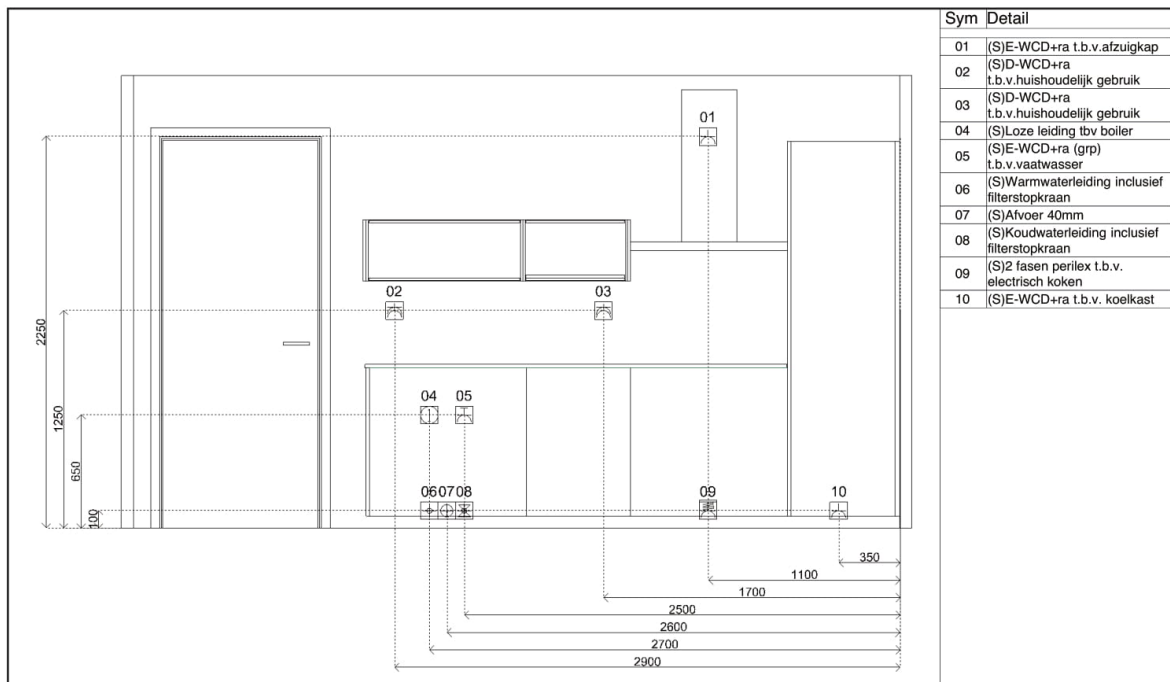 Sym Detail
01 (S)E-WCD+ra t.b.v.afzuigkap
02 (S)D-WCD+ra
t.b.v.huishoudelijk gebruik
03 (S)D-WCD+ra
t.b.v.huishoudelijk gebruik
04 (S)Loze leiding tbv boiler
05 (S)E-WCD+ra (grp)
t.b.v.vaatwasser
06 (S)Warmwaterleiding inclusief
filterstopkraan
07 (S)Afvoer 40mm
08 (S)Koudwaterleiding inclusief
filterstopkraan
09 (S)2 fasen perilex t.b.v.
electrisch koken
10 (S)E-WCD+ra t.b.v. koelkast
01
02
03
04
05
06
07
08
09
10
2250
1250
650
100
350
1100
1700
2500
2600
2700
2900